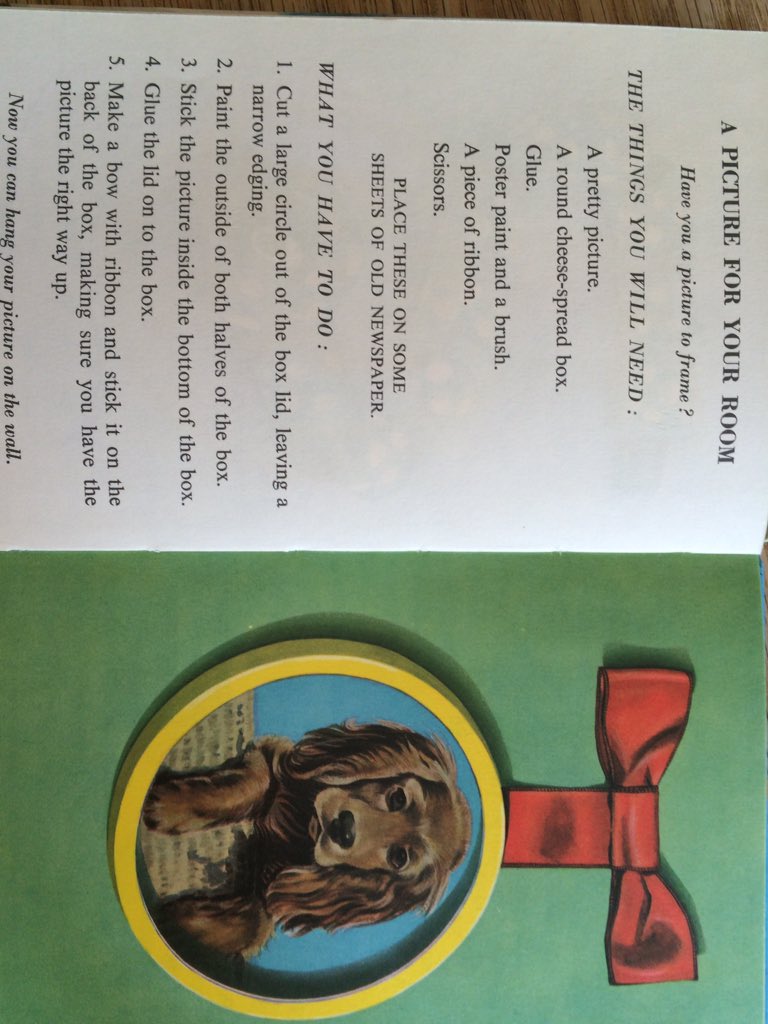 A PICTURE FOR YOUR ROOM
Have you a picture to frame?
THE THINGS YOU WILL NEED:
A pretty picture.
A round cheese-spread box.
Glue.
Poster paint and a brush.
A piece of ribbon.
Scissors.
PLACE THESE ON SOME
SHEETS OF OLD NEWSPAPER.
WHAT YOU HAVE TO DO:
1. Cut a large circle out of the box lid, leaving a
narrow edging.
2. Paint the outside of both halves of the box.
3. Stick the picture inside the bottom of the box.
4. Glue the lid on to the box.
5. Make a bow with ribbon and stick it on the
back of the box, making sure you have the
picture the right way up.
Now you can hang your picture on the wall.